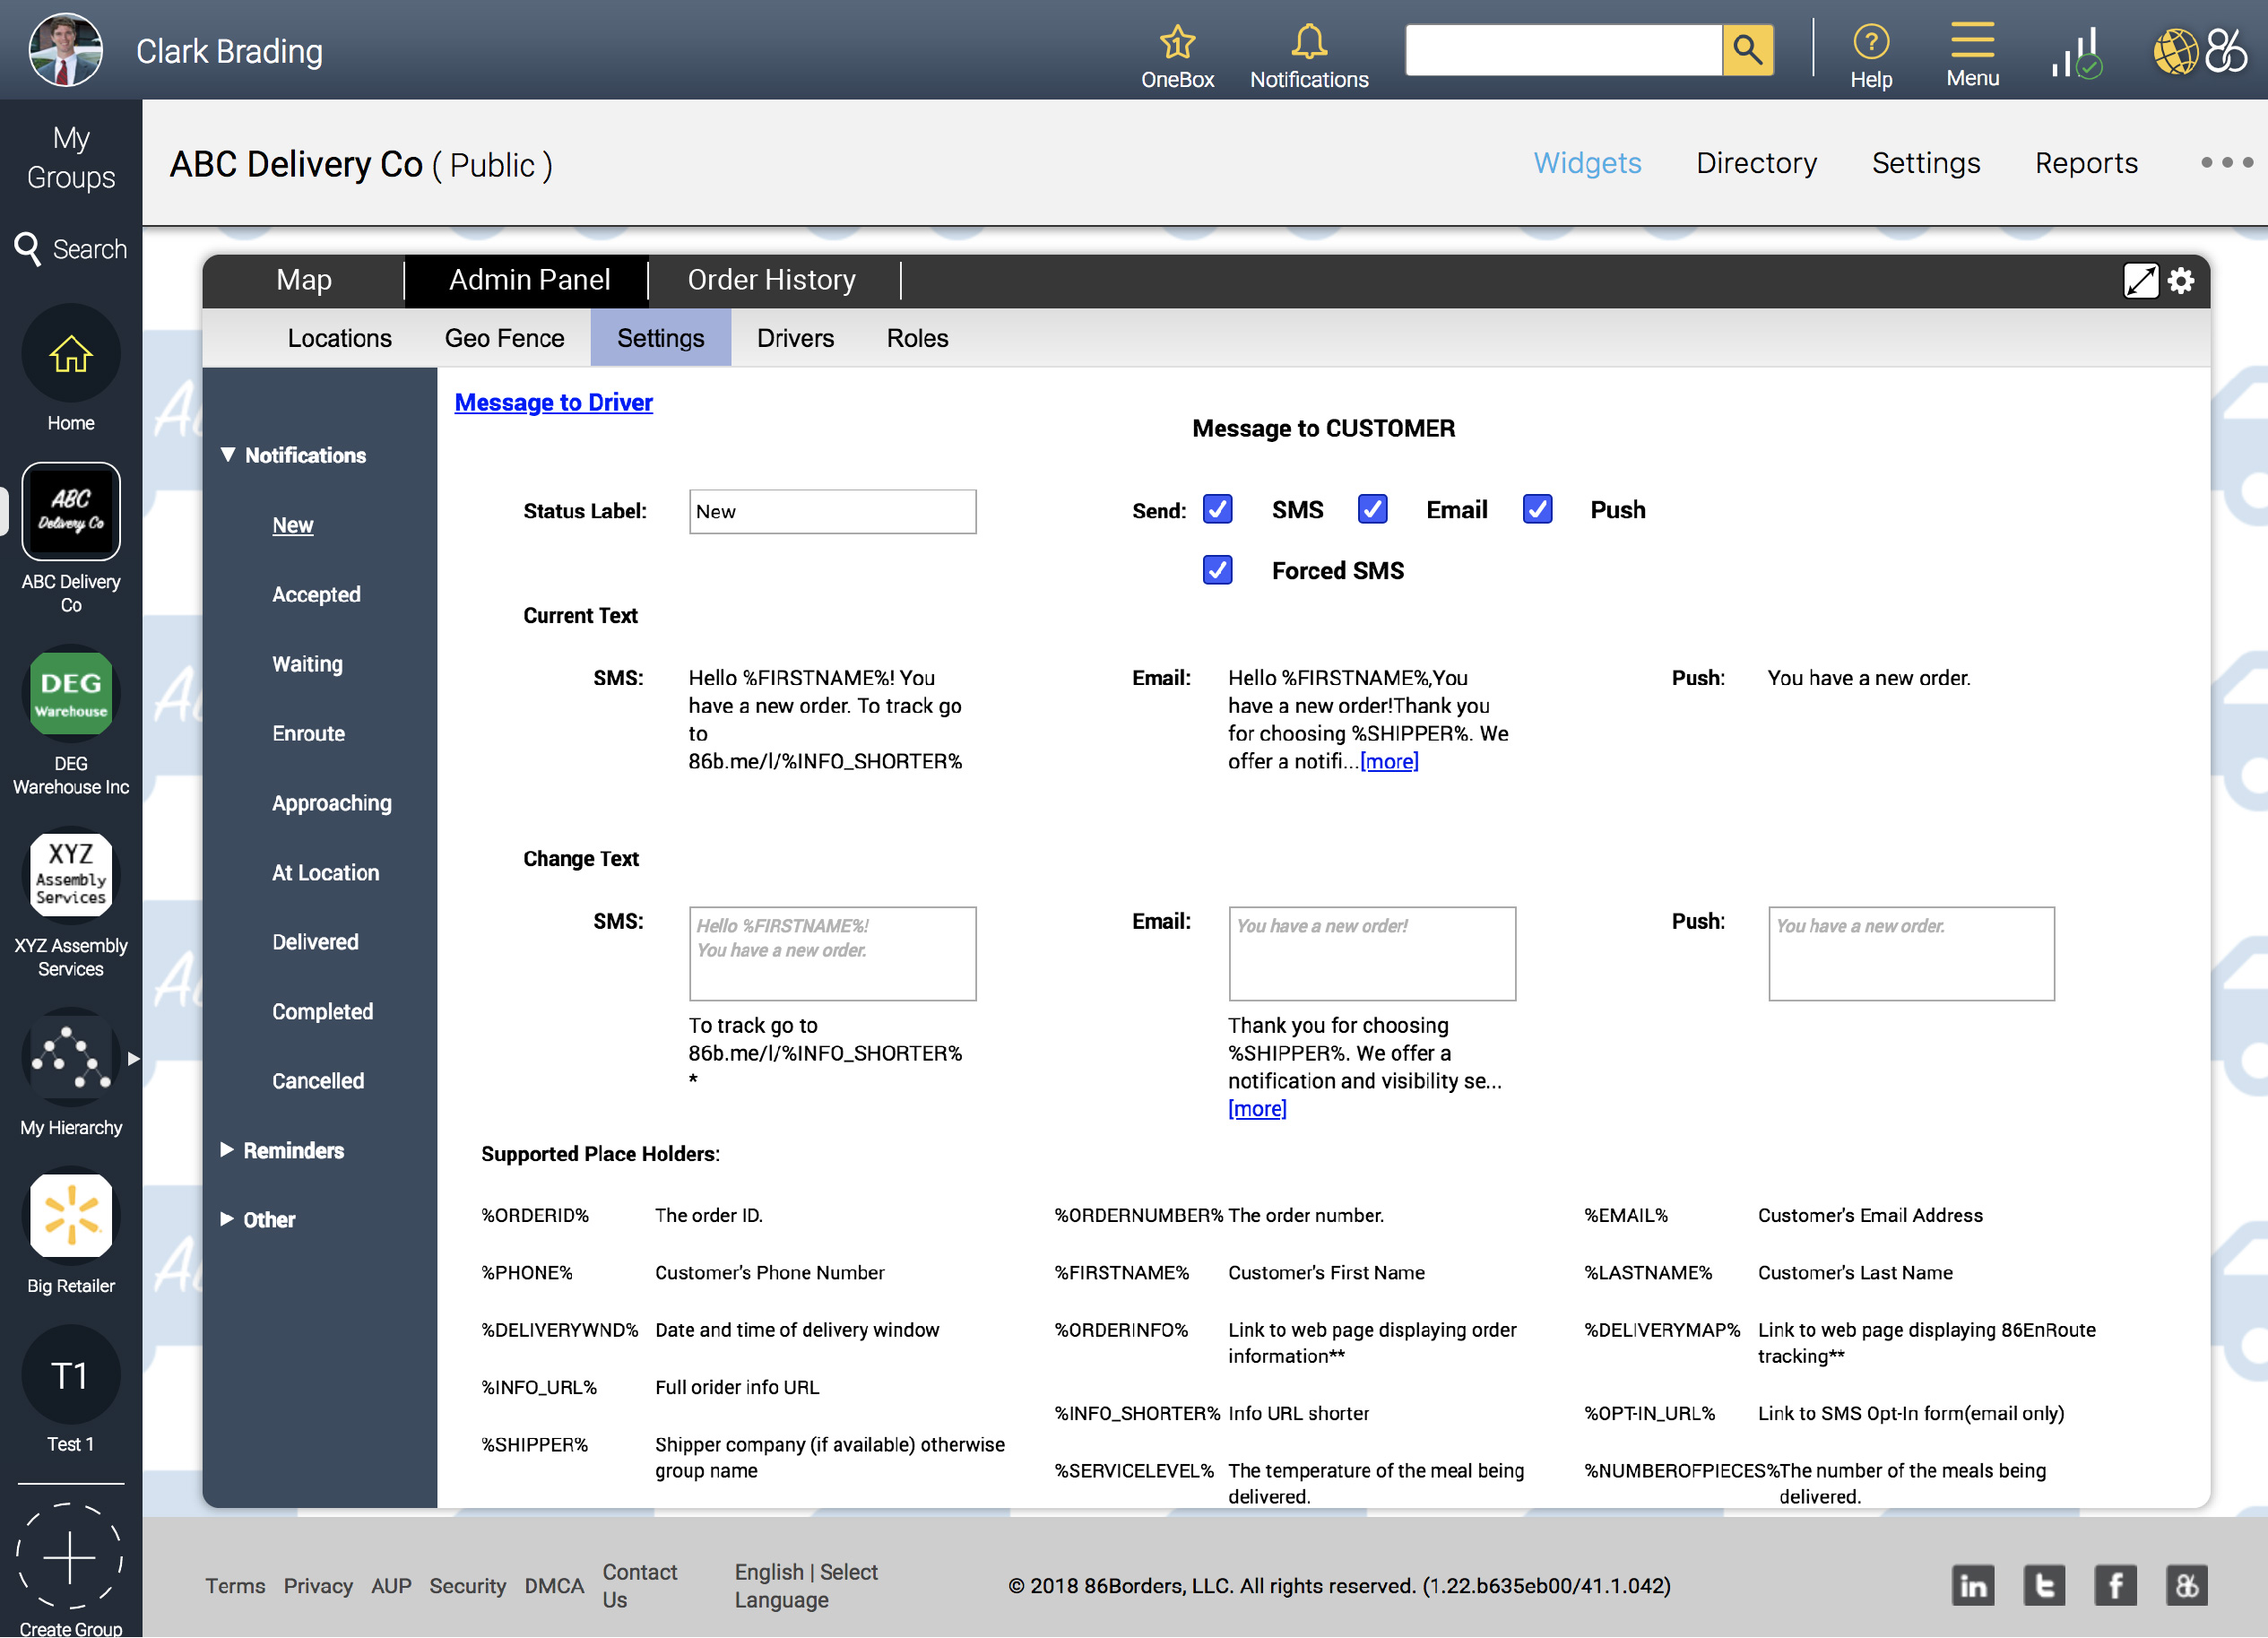 Clark Brading
1
OneBox
Notifications
?
Help
Menu
86
My
Groups
Search
Home
ABC
Delivery Co
ABC Delivery
Co
DEG
Warehouse
DEG
Warehouse Inc
XYZ
Assembly
Services
XYZ Assembly
Services
My Hierarchy
Big Retailer
T1
Test 1
Create Group
ABC Delivery Co ( Public )
Widgets
Directory
Settings
Reports
Map
Admin Panel
Order History
Locations
Geo Fence
Settings
Drivers
Roles
▼ Notifications
New
Accepted
Waiting
Enroute
Approaching
At Location
Delivered
Completed
Cancelled
▶ Reminders
▶ Other
Message to Driver
Message to CUSTOMER
Status Label:
New
Send: SMS Email Push
Forced SMS
Current Text
SMS:
Hello %FIRSTNAME%! You
have a new order. To track go
to
86b.me/l/%INFO_SHORTER%
Email:
Hello %FIRSTNAME%,You
have a new order!Thank you
for choosing %SHIPPER%. We
offer a notifi...[more]
Push:
You have a new order.
Change Text
SMS:
Hello %FIRSTNAME%!
You have a new order.
To track go to
86b.me/l/%INFO_SHORTER%
*
Email:
You have a new order!
Thank you for choosing
%SHIPPER%. We offer a
notification and visibility se...
[more]
Push:
You have a new order.
Supported Place Holders:
%ORDERID% The order ID.
%PHONE% Customer's Phone Number
%DELIVERYWND% Date and time of delivery window
%INFO_URL% Full orider info URL
%SHIPPER% Shipper company (if available) otherwise
group name
%ORDERNUMBER% The order number.
%FIRSTNAME% Customer's First Name
%ORDERINFO% Link to web page displaying order
information**
%INFO_SHORTER% Info URL shorter
%SERVICELEVEL% The temperature of the meal being
delivered.
%EMAIL% Customer's Email Address
%LASTNAME% Customer's Last Name
%DELIVERYMAP% Link to web page displaying 86EnRoute
tracking**
%OPT-IN_URL% Link to SMS Opt-In form(email only)
%NUMBEROFPIECES% The number of the meals being
delivered.
Terms Privacy AUP Security DMCA
Contact
Us
English | Select
Language
© 2018 86Borders, LLC. All rights reserved. (1.22.b635eb00/41.1.042)
in
t
f
86